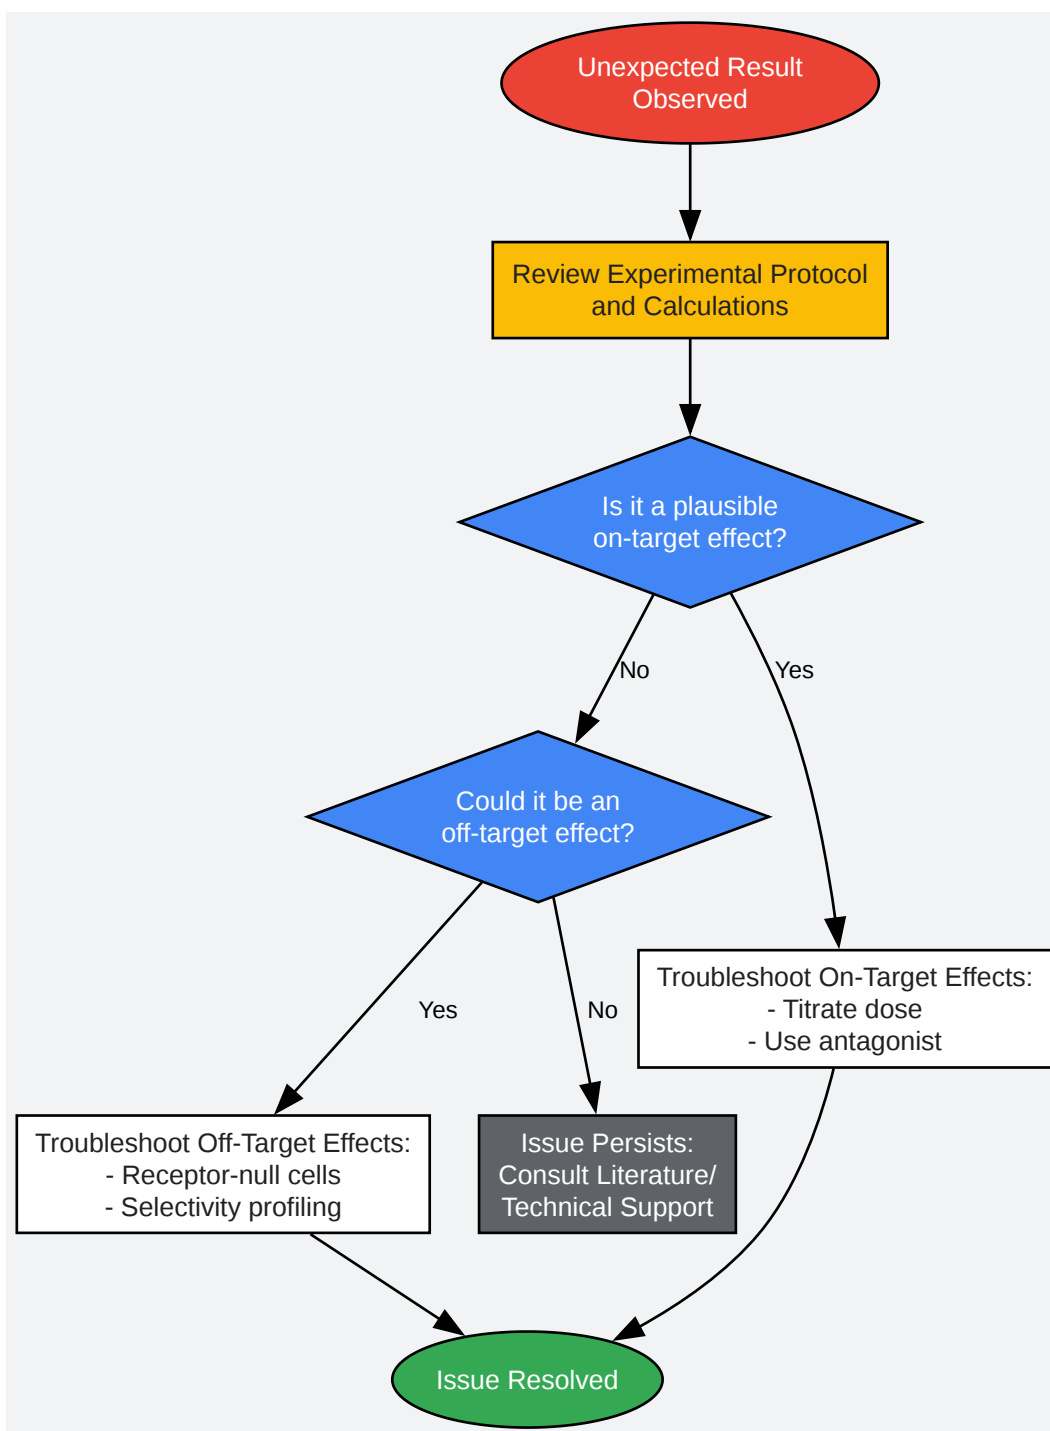 Unexpected Result
Observed
Review Experimental Protocol
and Calculations
Is it a plausible
on-target effect?
No
Yes
Could it be an
off-target effect?
Yes
No
Troubleshoot On-Target Effects:
- Titrate dose
- Use antagonist
Troubleshoot Off-Target Effects:
- Receptor-null cells
- Selectivity profiling
Issue Persists:
Consult Literature/
Technical Support
Issue Resolved